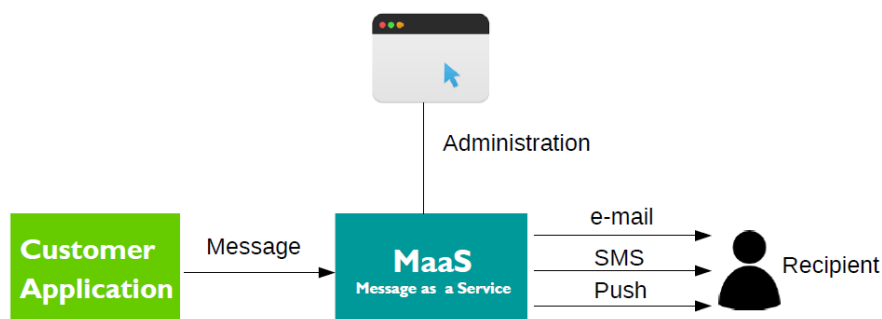 Administration
Customer
Application
Message
MaaS
Message as a Service
e-mail
SMS
Push
Recipient